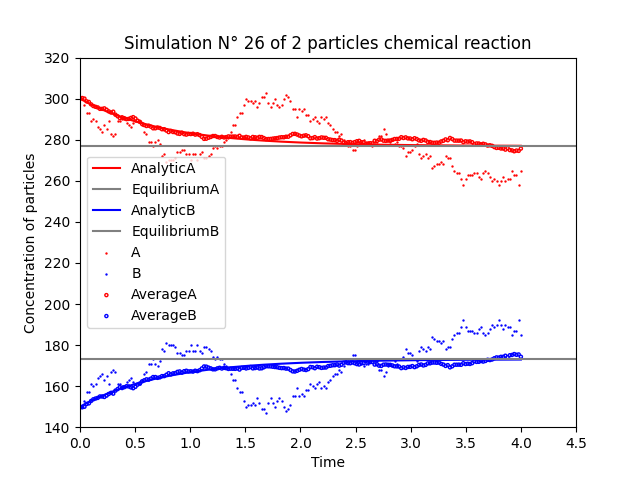 Simulation N° 26 of 2 particles chemical reaction
Concentration of particles
320
300
280
260
240
220
200
180
160
140
AnalyticA
EquilibriumA
AnalyticB
EquilibriumB
A
B
AverageA
AverageB
0.0 0.5 1.0 1.5 2.0 2.5 3.0 3.5 4.0 4.5
Time